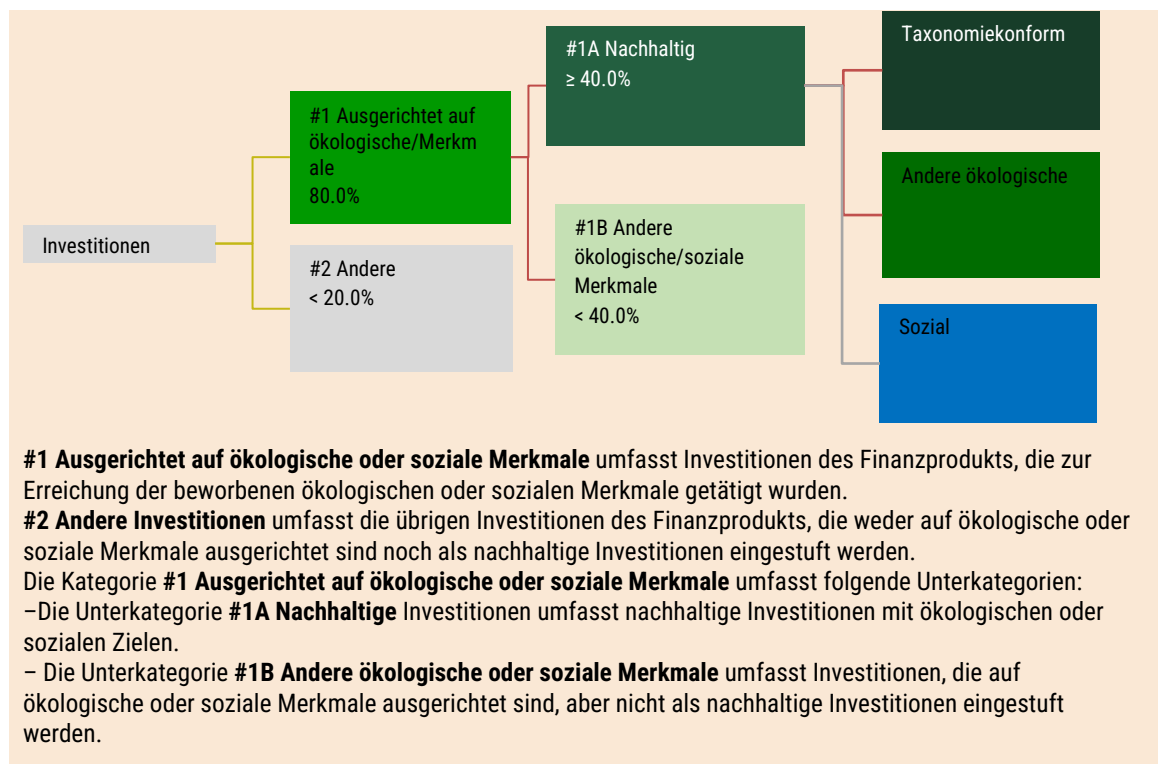 Investitionen
#1 Ausgerichtet auf
ökologische/Merkm
ale
80.0%
#2 Andere
< 20.0%
#1A Nachhaltig
≥ 40.0%
#1B Andere
ökologische/soziale
Merkmale
< 40.0%
Taxonomiekonform
Andere ökologische
Sozial
#1 Ausgerichtet auf ökologische oder soziale Merkmale umfasst Investitionen des Finanzprodukts, die zur
Erreichung der beworbenen ökologischen oder sozialen Merkmale getätigt wurden.
#2 Andere Investitionen umfasst die übrigen Investitionen des Finanzprodukts, die weder auf ökologische oder
soziale Merkmale ausgerichtet sind noch als nachhaltige Investitionen eingestuft werden.
Die Kategorie #1 Ausgerichtet auf ökologische oder soziale Merkmale umfasst folgende Unterkategorien:
–Die Unterkategorie #1A Nachhaltige Investitionen umfasst nachhaltige Investitionen mit ökologischen oder
sozialen Zielen.
– Die Unterkategorie #1B Andere ökologische oder soziale Merkmale umfasst Investitionen, die auf
ökologische oder soziale Merkmale ausgerichtet sind, aber nicht als nachhaltige Investitionen eingestuft
werden.